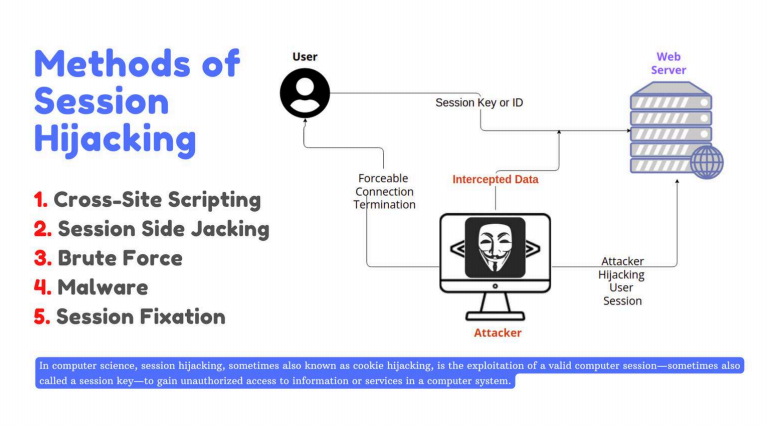 Methods of
Session
Hijacking
1. Cross-Site Scripting
2. Session Side Jacking
3. Brute Force
4. Malware
5. Session Fixation
User
Web
Server
Session Key or ID
Forceable
Connection
Termination
Intercepted Data
Attacker
Hijacking
User
Session
Attacker
In computer science, session hijacking, sometimes also known as cookie hijacking, is the exploitation of a valid computer session—sometimes also
called a session key—to gain unauthorized access to information or services in a computer system.